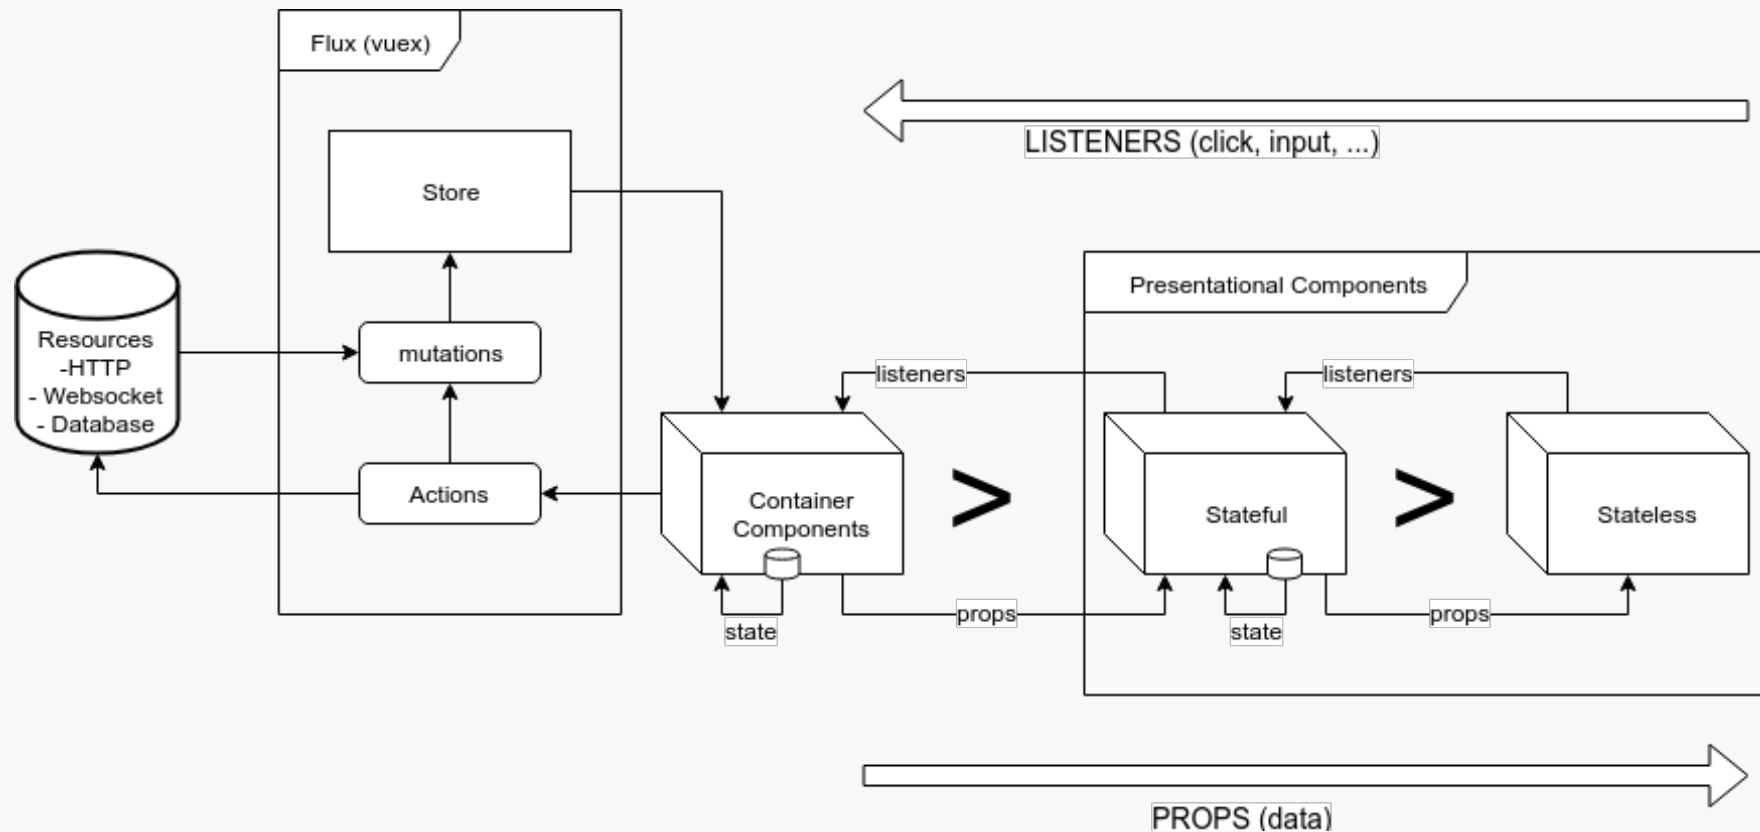 Flux (vuex)
LISTENERS (click, input, ...)
Store
Presentational Components
Resources
-HTTP
- Websocket
- Database
mutations
listeners
listeners
Actions
Container
Components
>
Stateful
>
Stateless
state
props
state
props
PROPS (data)